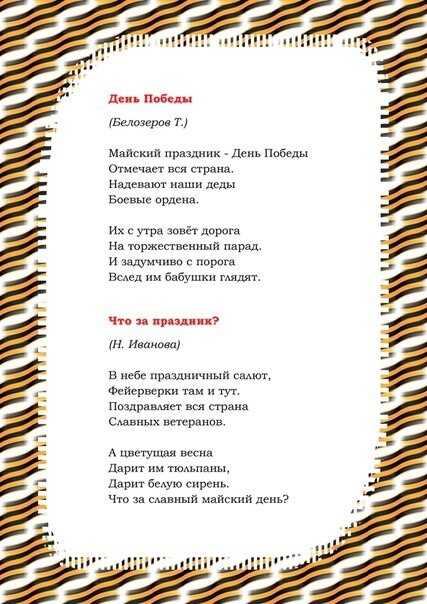 День Победы
(Белозеров Т.)
Майский праздник - День Победы
Отмечает вся страна.
Надевают наши деды
Боевые ордена.
Их с утра зовёт дорога
На торжественный парад.
И задумчиво с порога
Вслед им бабушки глядят.
Что за праздник?
(Н. Иванова)
В небе праздничный салют,
Фейерверки там и тут.
Поздравляет вся страна
Славных ветеранов.
А цветущая весна
Дарит им тюльпаны,
Дарит белую сирень.
Что за славный майский день?